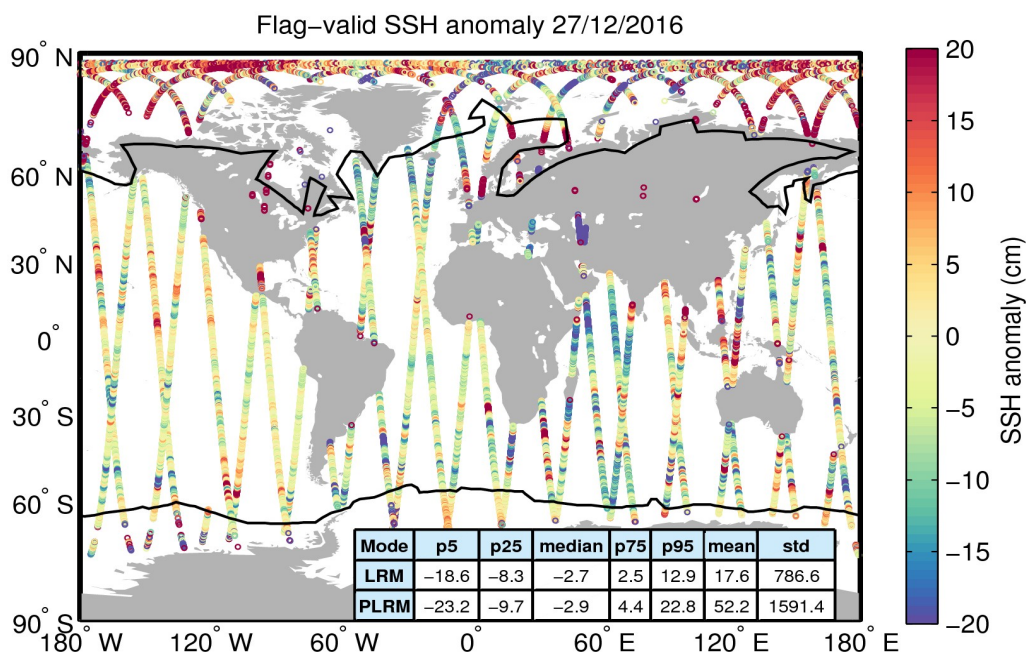 Flag−valid SSH anomaly 27/12/2016
90° N
60° N
30° N
0°
30° S
60° S
90° S
180° W
120° W
60° W
0°
60° E
120° E
180° E
Mode p5 p25 median p75 p95 mean std
LRM −18.6 −8.3 −2.7 2.5 12.9 17.6 786.6
PLRM −23.2 −9.7 −2.9 4.4 22.8 52.2 1591.4
20
15
10
5
0
−5
−10
−15
−20
SSH anomaly (cm)